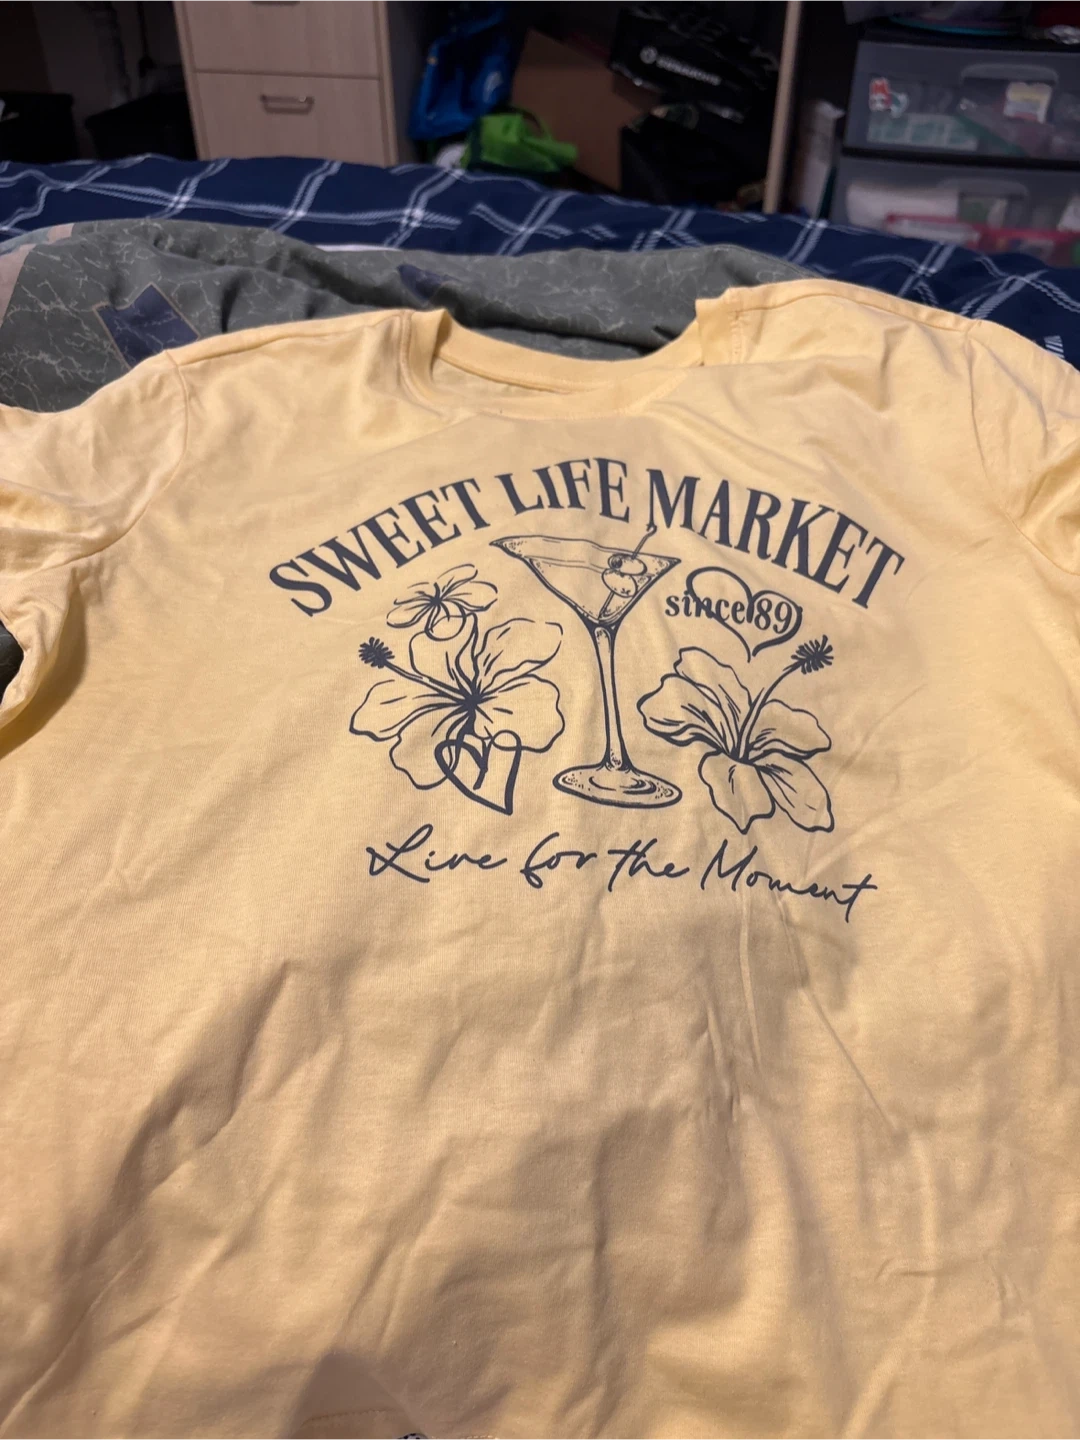 SWEET LIFE MARKET
since 89
Live for the Moment